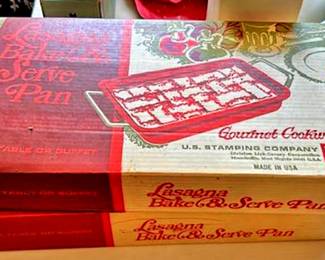 Lasagna
Bake &
Serve
Pan
Gourmet Cookware
U.S. STAMPING COMPANY
MADE IN USA
TABLE OR BUFFET
Lasagna
Bake & Serve Pan
Lasagna
Bake & Serve Pan